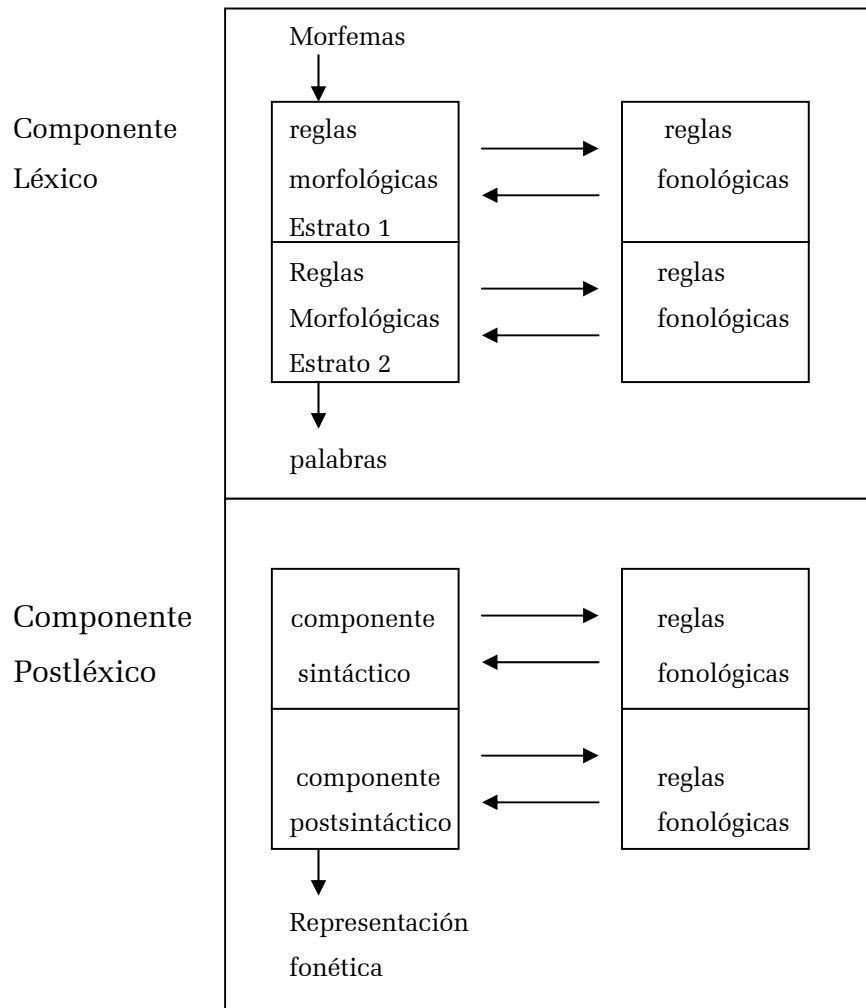 Morfemas
Componente
Léxico
reglas
morfológicas
Estrato 1
reglas
fonológicas
Reglas
Morfológicas
Estrato 2
reglas
fonológicas
palabras
Componente
Postléxico
componente
sintáctico
reglas
fonológicas
componente
postsintáctico
reglas
fonológicas
Representación
fonética